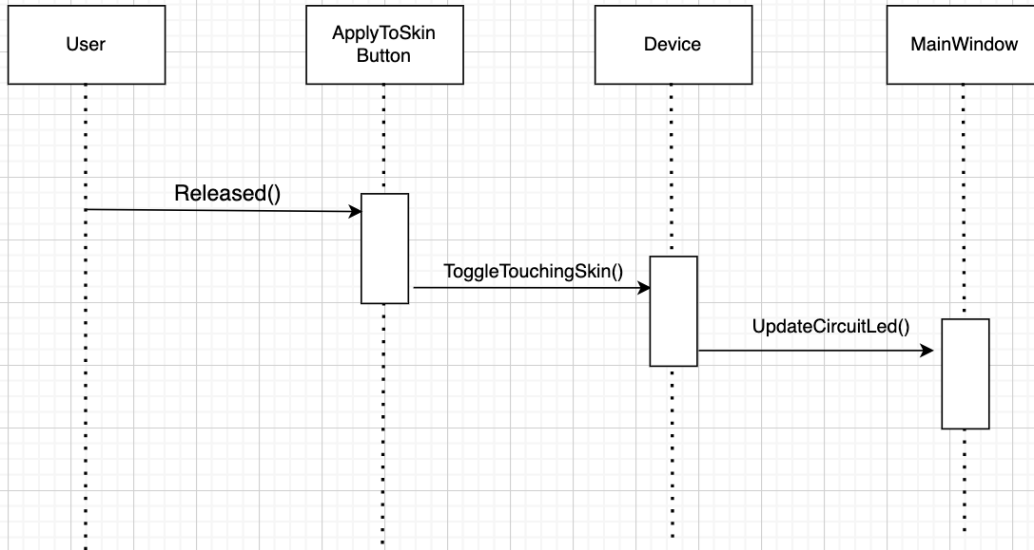 User
ApplyToSkin
Button
Device
MainWindow
Released()
ToggleTouchingSkin()
UpdateCircuitLed()